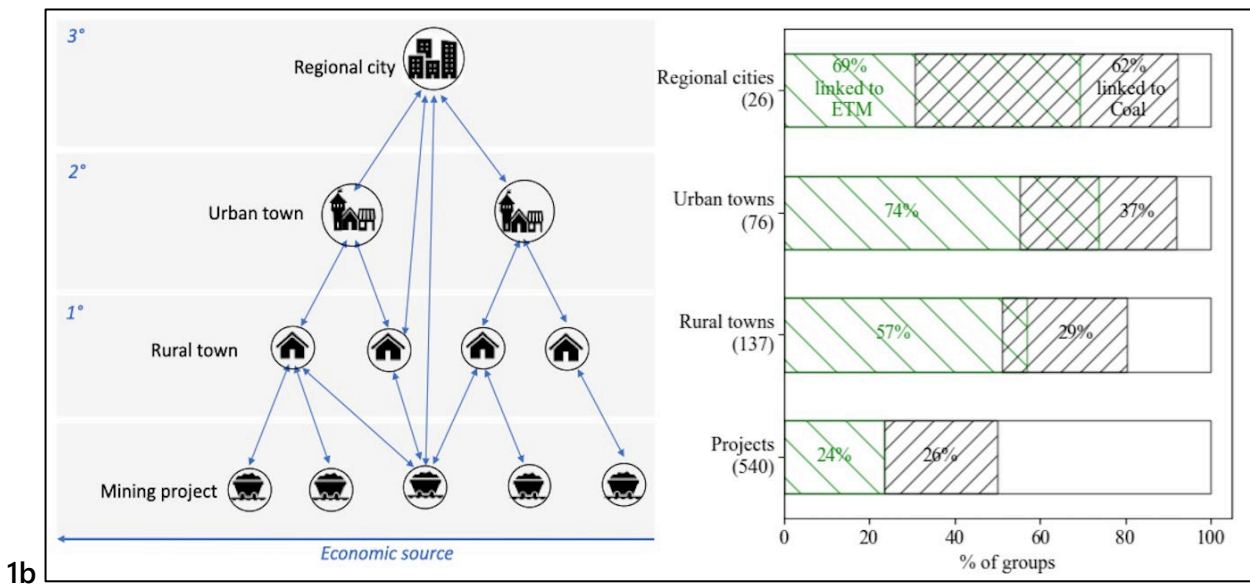 3°
Regional city
2°
Urban town
1°
Rural town
Mining project
Economic source
1b
Regional cities
(26)
69%
linked to
ETM
62%
linked to
Coal
Urban towns
(76)
74%
37%
Rural towns
(137)
57%
29%
Projects
(540)
24%
26%
0
20
40
60
80
100
% of groups